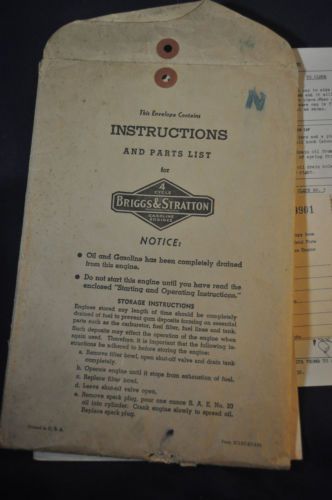 This Envelope Contains
INSTRUCTIONS
AND PARTS LIST
for
4
CYCLE
BRIGGS & STRATTON
GASOLINE
ENGINES
NOTICE:
● Oil and Gasoline has been completely drained
from this engine.
● Do not start this engine until you have read the
enclosed "Starting and Operating Instructions."
STORAGE INSTRUCTIONS
Engines stored any length of time should be completely
drained of fuel to prevent gum deposits forming on essential
parts such as the carburetor, fuel filter, fuel lines and tank.
Such deposits may effect the operation of the engine when
again used. Therefore, it is important that the following in-
structions be adhered to before storing the engine:
a. Remove filter bowl, open shut-off valve and drain tank
completely.
b. Operate engine until it stops from exhaustion of fuel.
c. Replace filter bowl.
d. Leave shut-off valve open.
e. Remove spark plug, pour one ounce S. A. E. No. 20
oil into cylinder. Crank engine slowly to spread oil.
Replace spark plug.
Printed in U. S. A.
N
9901